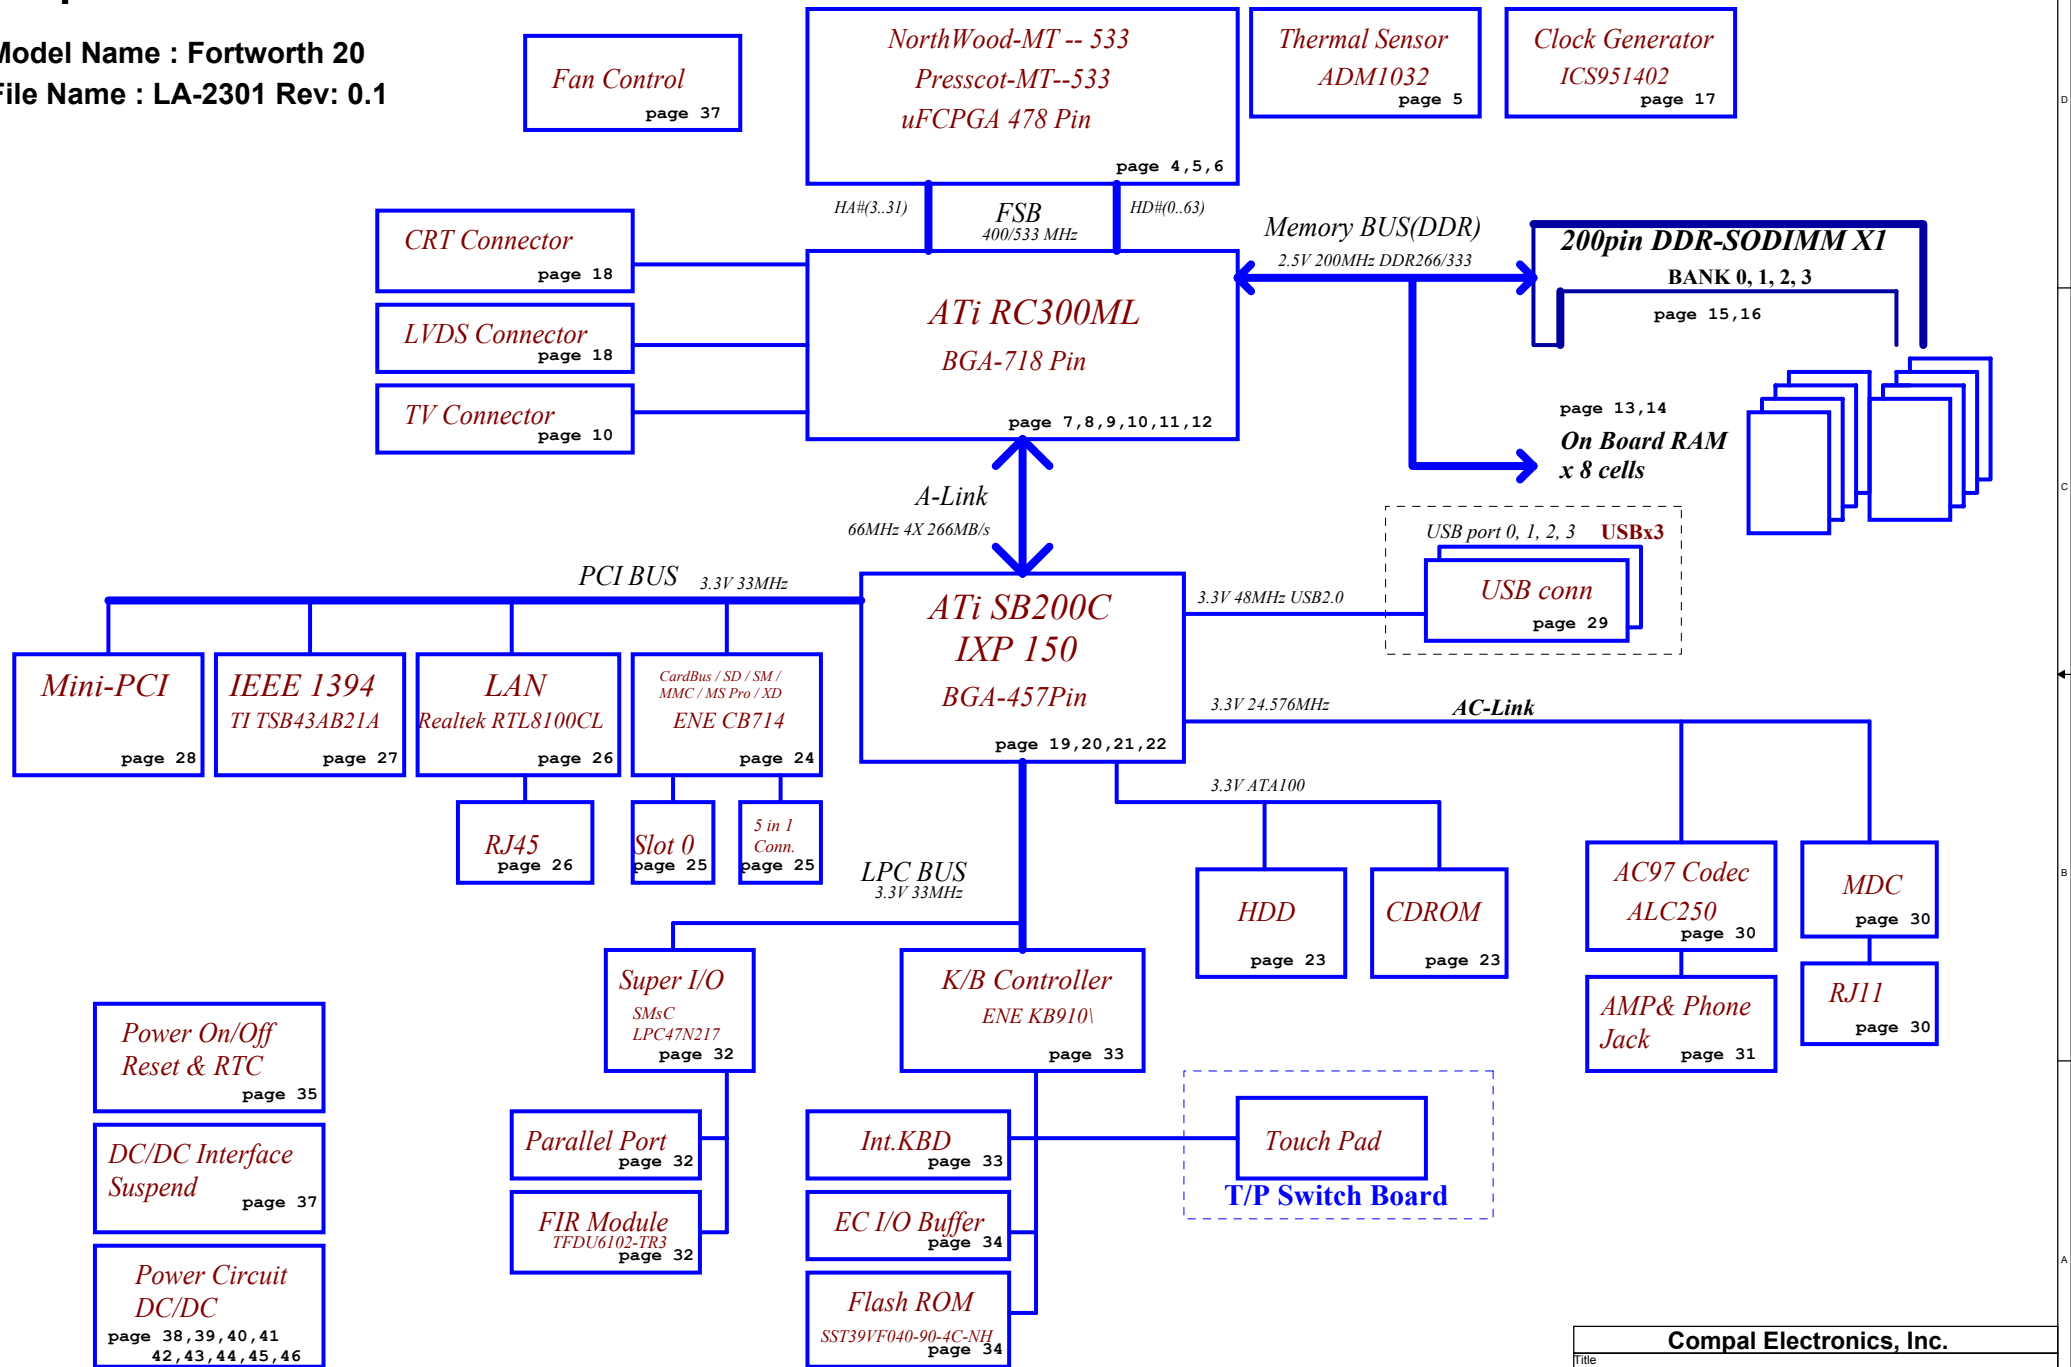 Model Name : Fortworth 20
File Name : LA-2301 Rev: 0.1
Fan Control
page 37
NorthWood-MT -- 533
Presscot-MT--533
uFCPGA 478 Pin
page 4,5,6
Thermal Sensor
ADM1032
page 5
Clock Generator
ICS951402
page 17
HA#(3..31)
FSB
400/533 MHz
HD#(0..63)
CRT Connector
page 18
LVDS Connector
page 18
TV Connector
page 10
ATi RC300ML
BGA-718 Pin
page 7,8,9,10,11,12
Memory BUS(DDR)
2.5V 200MHz DDR266/333
200pin DDR-SODIMM X1
BANK 0, 1, 2, 3
page 15,16
page 13,14
On Board RAM
x 8 cells
A-Link
66MHz 4X 266MB/s
USB port 0, 1, 2, 3
USBx3
USB conn
page 29
PCI BUS
3.3V 33MHz
ATi SB200C
IXP 150
BGA-457Pin
page 19,20,21,22
3.3V 48MHz USB2.0
3.3V 24.576MHz
AC-Link
Mini-PCI
page 28
IEEE 1394
TI TSB43AB21A
page 27
LAN
Realtek RTL8100CL
page 26
CardBus / SD / SM /
MMC / MS Pro / XD
ENE CB714
page 24
RJ45
page 26
Slot 0
page 25
5 in 1
Conn.
page 25
3.3V ATA100
LPC BUS
3.3V 33MHz
HDD
page 23
CDROM
page 23
AC97 Codec
ALC250
page 30
MDC
page 30
AMP& Phone
Jack
page 31
RJ11
page 30
Super I/O
SMsC
LPC47N217
page 32
K/B Controller
ENE KB910\
page 33
Power On/Off
Reset & RTC
page 35
DC/DC Interface
Suspend
page 37
Power Circuit
DC/DC
page 38,39,40,41
42,43,44,45,46
Parallel Port
page 32
FIR Module
TFDU6102-TR3
page 32
Int.KBD
page 33
EC I/O Buffer
page 34
Flash ROM
SST39VF040-90-4C-NH
page 34
Touch Pad
T/P Switch Board
D
C
B
A
Compal Electronics, Inc.
Title